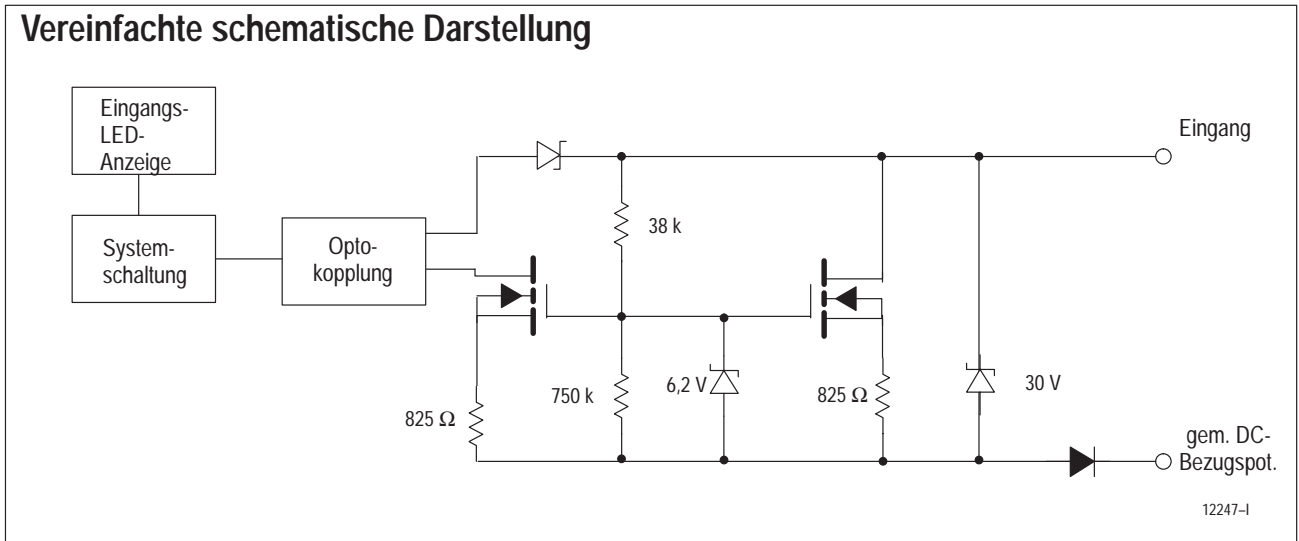 Vereinfachte schematische Darstellung
Eingangs-
LED-
Anzeige
Eingang
System-
schaltung
Opto-
kopplung
38 k
825 Ω
750 k
6,2 V
825 Ω
30 V
gem. DC-
Bezugspot.
12247–I